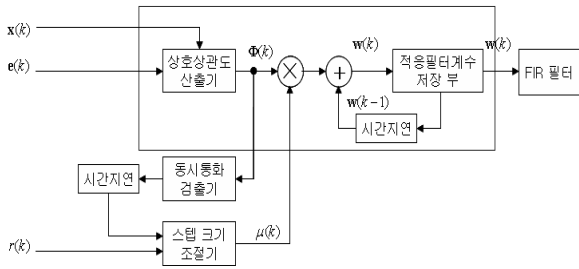 x(k)
e(k)
상호상관도
산출기
Φ(k)
w(k)
적응필터계수
저장 부
w(k)
FIR 필터
w(k−1)
시간지연
시간지연
동시통화
검출기
r(k)
스텝 크기
조절기
μ(k)